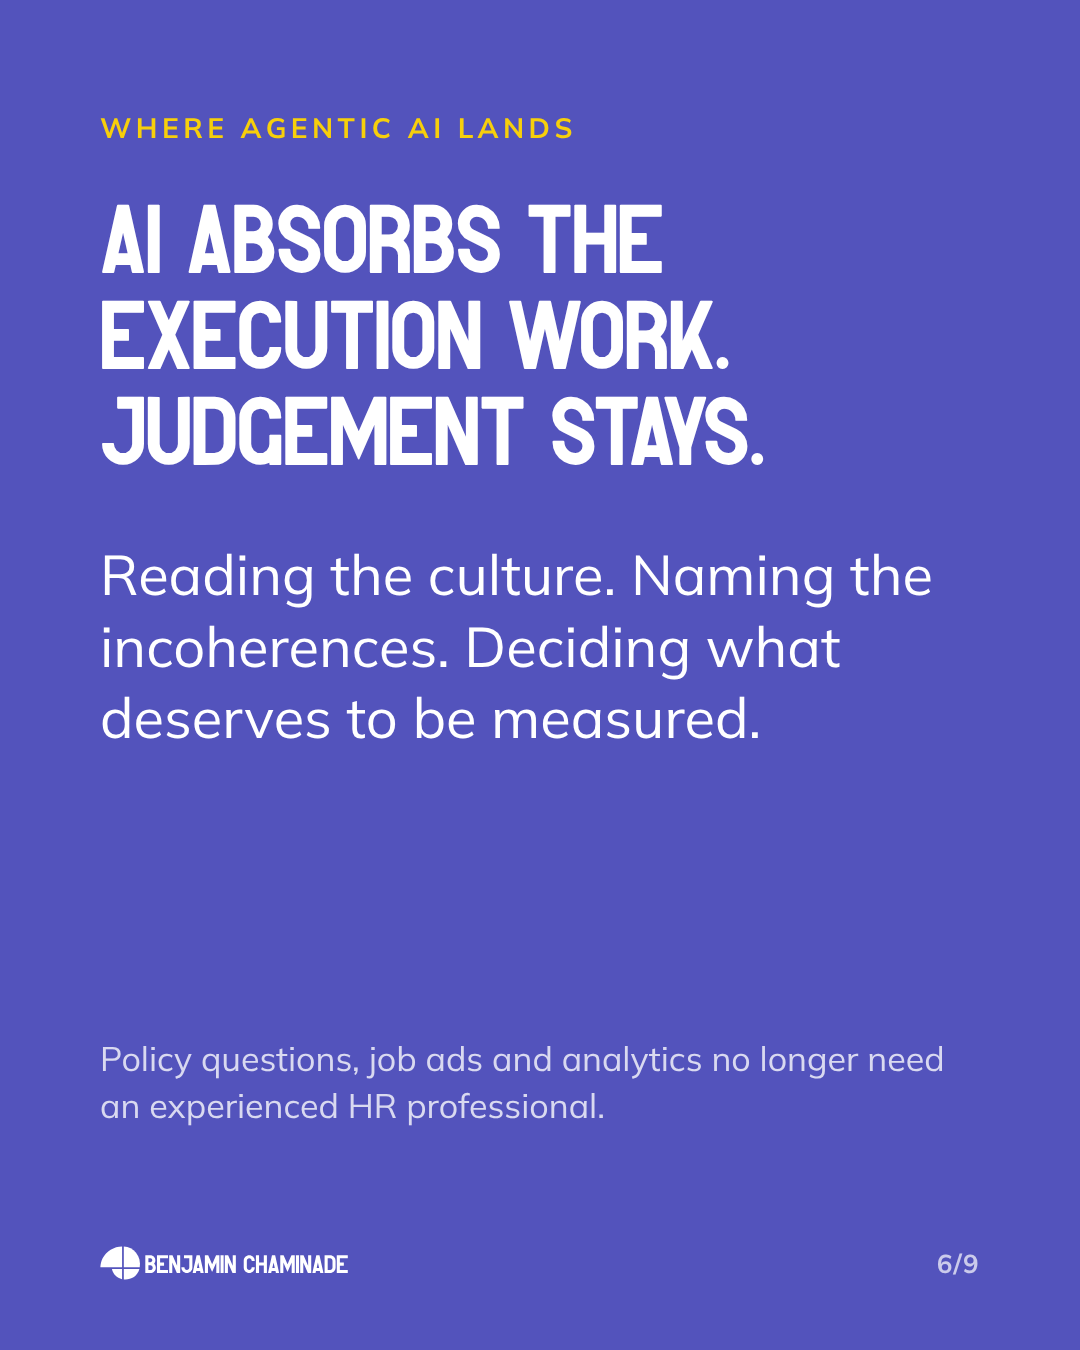 WHERE AGENTIC AI LANDS
AI ABSORBS THE
EXECUTION WORK.
JUDGEMENT STAYS.
Reading the culture. Naming the
incoherences. Deciding what
deserves to be measured.
Policy questions, job ads and analytics no longer need
an experienced HR professional.
BENJAMIN CHAMINADE
6/9